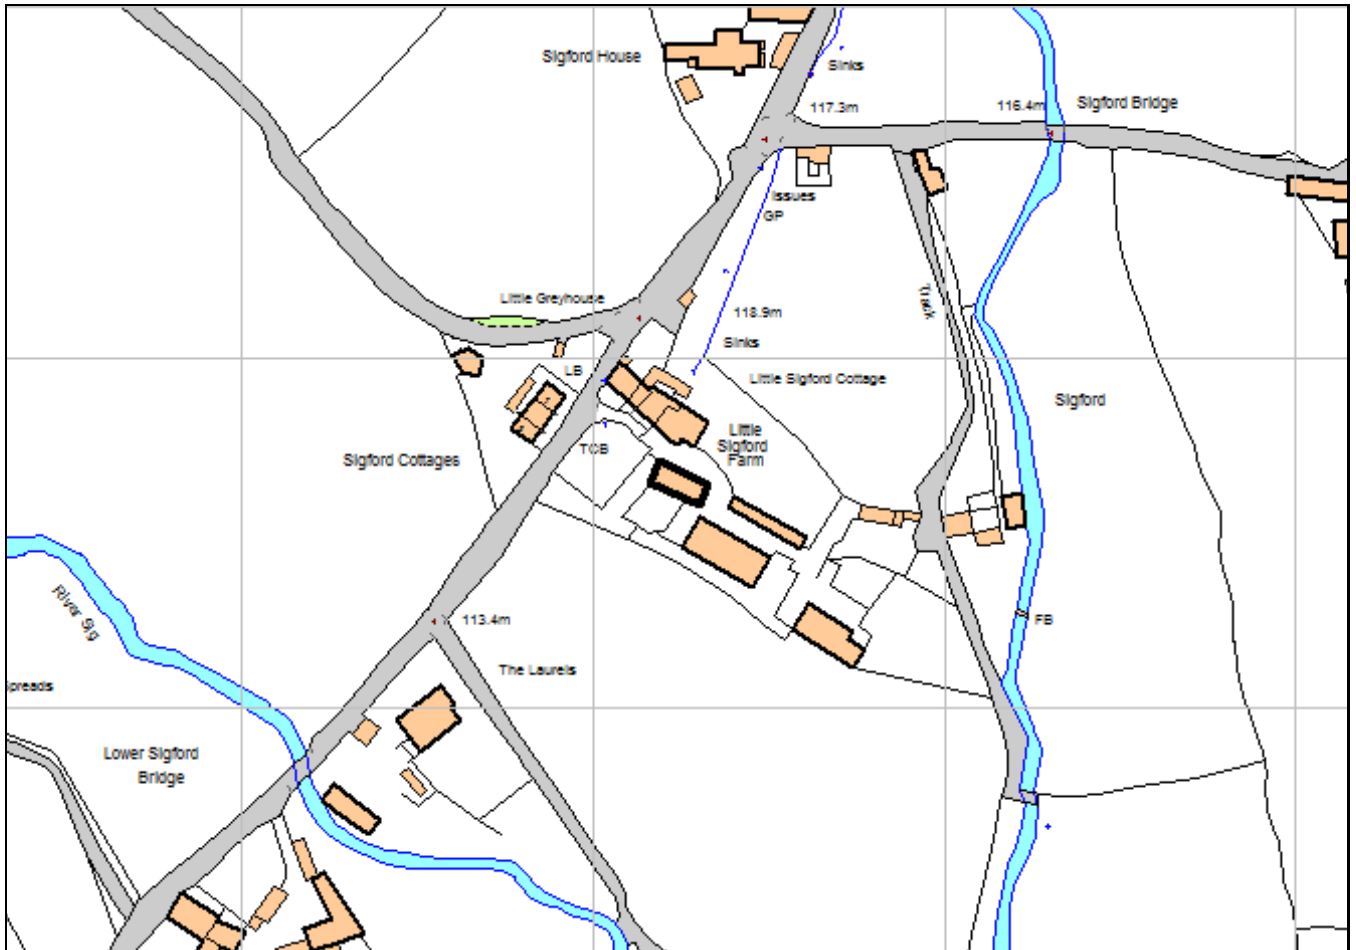 Sigford House
Sinks
117.3m
116.4m
Sigford Bridge
Issues
GP
Little Greyhouse
Track
118.9m
Sinks
LB
Little Sigford Cottage
Sigford
Little
Sigford
Farm
TCB
Sigford Cottages
River Sig
113.4m
FB
The Laurels
Spreads
Lower Sigford
Bridge